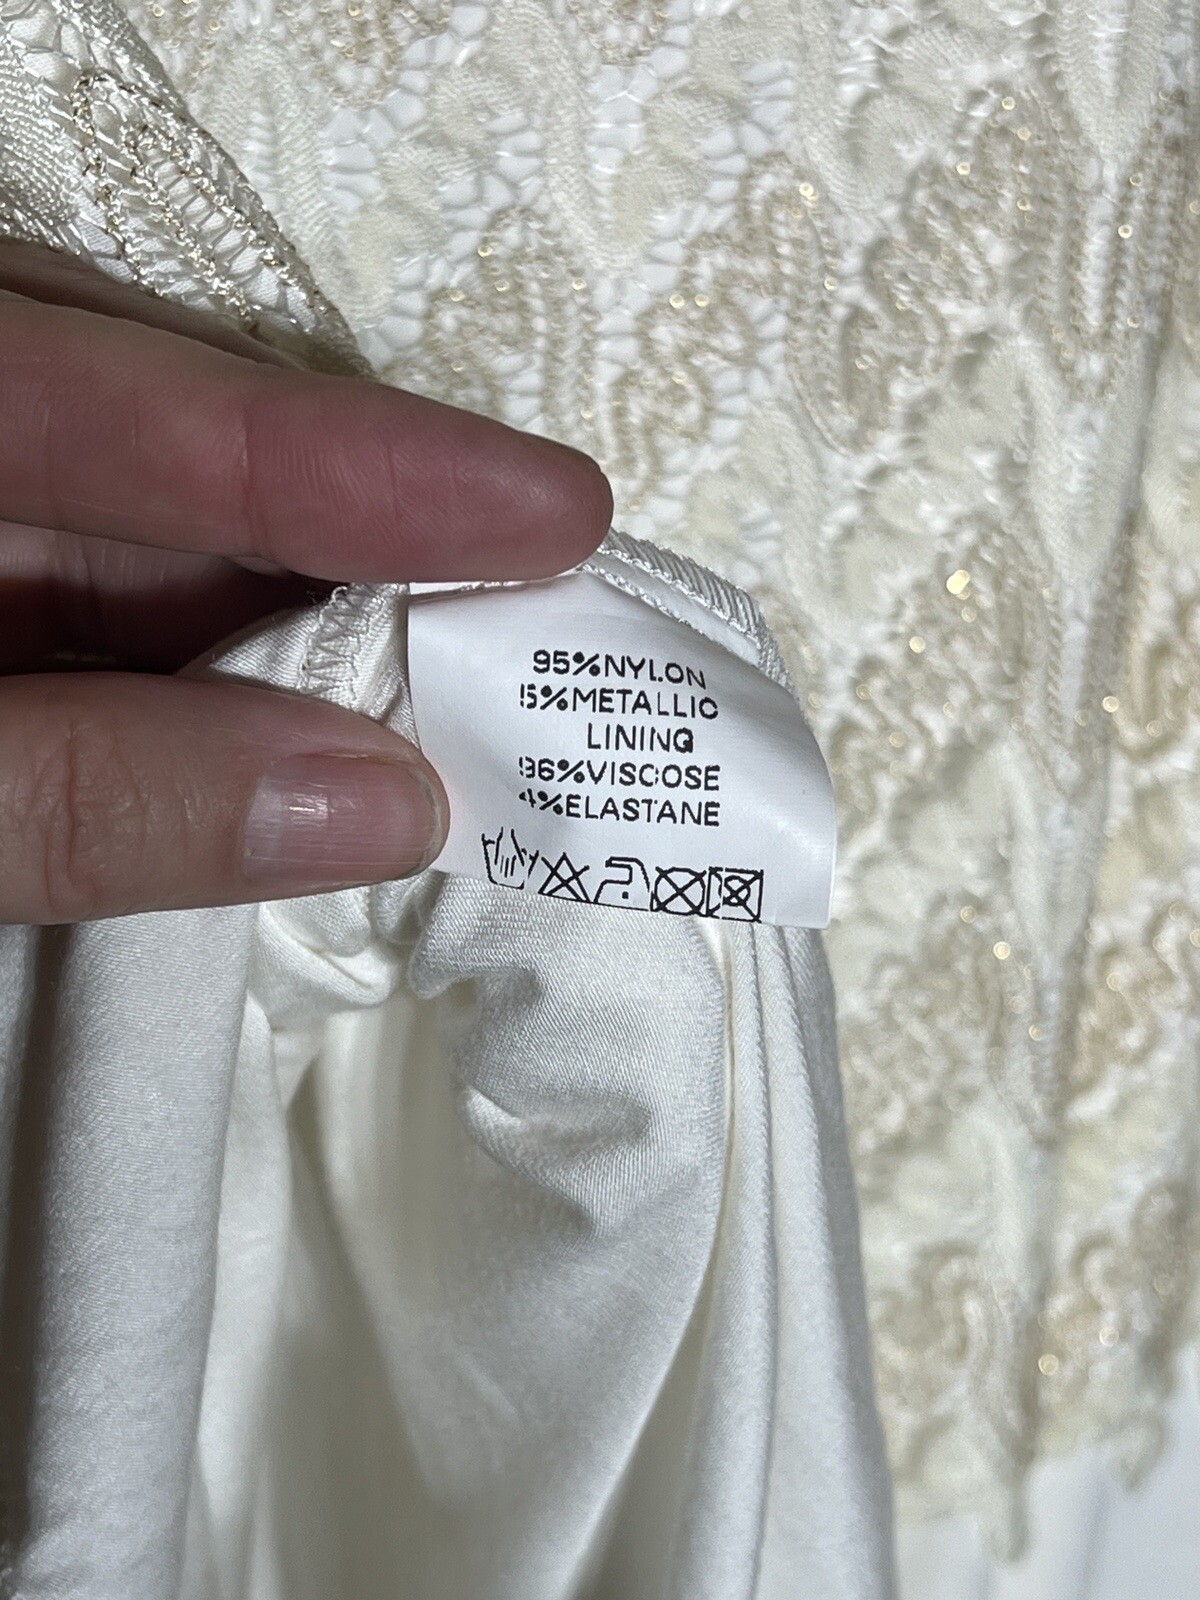 95%NYLON
5%METALLIC
LINING
96%VISCOSE
4%ELASTANE